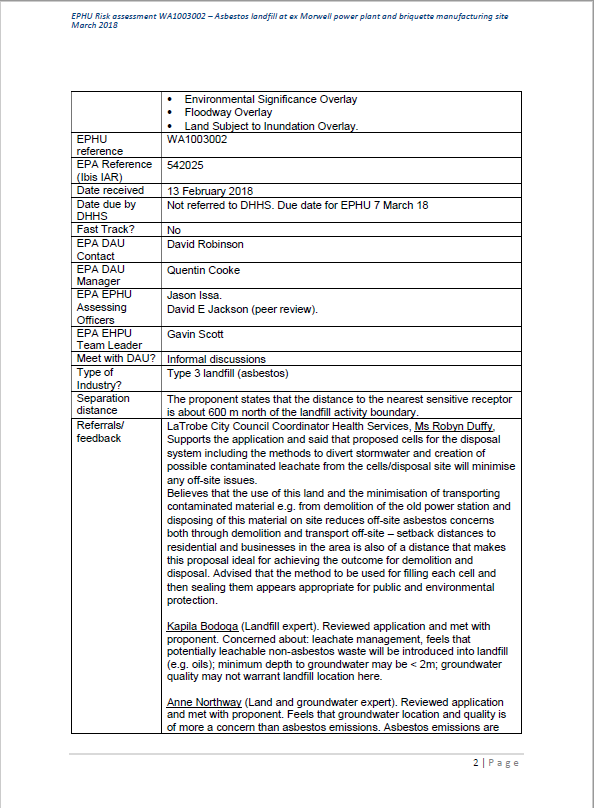 EPHU Risk assessment WA1003002 – Asbestos landfill at ex Morwell power plant and briquette manufacturing site
March 2018
• Environmental Significance Overlay
• Floodway Overlay
• Land Subject to Inundation Overlay.
EPHU
reference
WA1003002
EPA Reference
(Ibis IAR)
542025
Date received
13 February 2018
Date due by
DHHS
Not referred to DHHS. Due date for EPHU 7 March 18
Fast Track?
No
EPA DAU
Contact
David Robinson
EPA DAU
Manager
Quentin Cooke
EPA EPHU
Assessing
Officers
Jason Issa.
David E Jackson (peer review).
EPA EHPU
Team Leader
Gavin Scott
Meet with DAU?
Informal discussions
Type of
Industry?
Type 3 landfill (asbestos)
Separation
distance
The proponent states that the distance to the nearest sensitive receptor
is about 600 m north of the landfill activity boundary.
Referrals/
feedback
LaTrobe City Council Coordinator Health Services, Ms Robyn Duffy,
Supports the application and said that proposed cells for the disposal
system including the methods to divert stormwater and creation of
possible contaminated leachate from the cells/disposal site will minimise
any off-site issues.
Believes that the use of this land and the minimisation of transporting
contaminated material e.g. from demolition of the old power station and
disposing of this material on site reduces off-site asbestos concerns
both through demolition and transport off-site – setback distances to
residential and businesses in the area is also of a distance that makes
this proposal ideal for achieving the outcome for demolition and
disposal. Advised that the method to be used for filling each cell and
then sealing them appears appropriate for public and environmental
protection.
Kapila Bodoga (Landfill expert). Reviewed application and met with
proponent. Concerned about: leachate management, feels that
potentially leachable non-asbestos waste will be introduced into landfill
(e.g. oils); minimum depth to groundwater may be < 2m; groundwater
quality may not warrant landfill location here.
Anne Northway (Land and groundwater expert). Reviewed application
and met with proponent. Feels that groundwater location and quality is
of more a concern than asbestos emissions. Asbestos emissions are
2 | Page